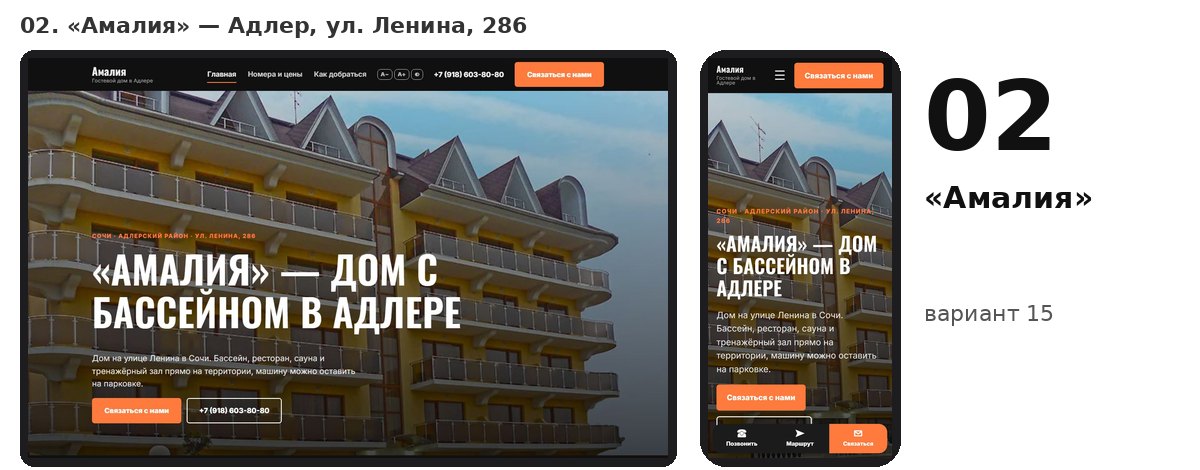 02. «Амалия» — Адлер, ул. Ленина, 286
Амалия
Гостевой дом в Адлере
Главная Номера и цены Как добраться A− A+ +7 (918) 603-80-80 Связаться с нами
СОЧИ · АДЛЕРСКИЙ РАЙОН · УЛ. ЛЕНИНА, 286
«АМАЛИЯ» — ДОМ С
БАССЕЙНОМ В АДЛЕРЕ
Дом на улице Ленина в Сочи. Бассейн, ресторан, сауна и
тренажёрный зал прямо на территории, машину можно оставить
на парковке.
Связаться с нами +7 (918) 603-80-80
Амалия
Гостевой дом в
Адлере
Связаться с нами
СОЧИ · АДЛЕРСКИЙ РАЙОН · УЛ. ЛЕНИНА,
286
«АМАЛИЯ» — ДОМ
С БАССЕЙНОМ В
АДЛЕРЕ
Дом на улице Ленина в Сочи.
Бассейн, ресторан, сауна и
тренажёрный зал прямо на
территории, машину можно оставить
на парковке.
Связаться с нами
Позвонить Маршрут Связаться
02
«Амалия»
вариант 15